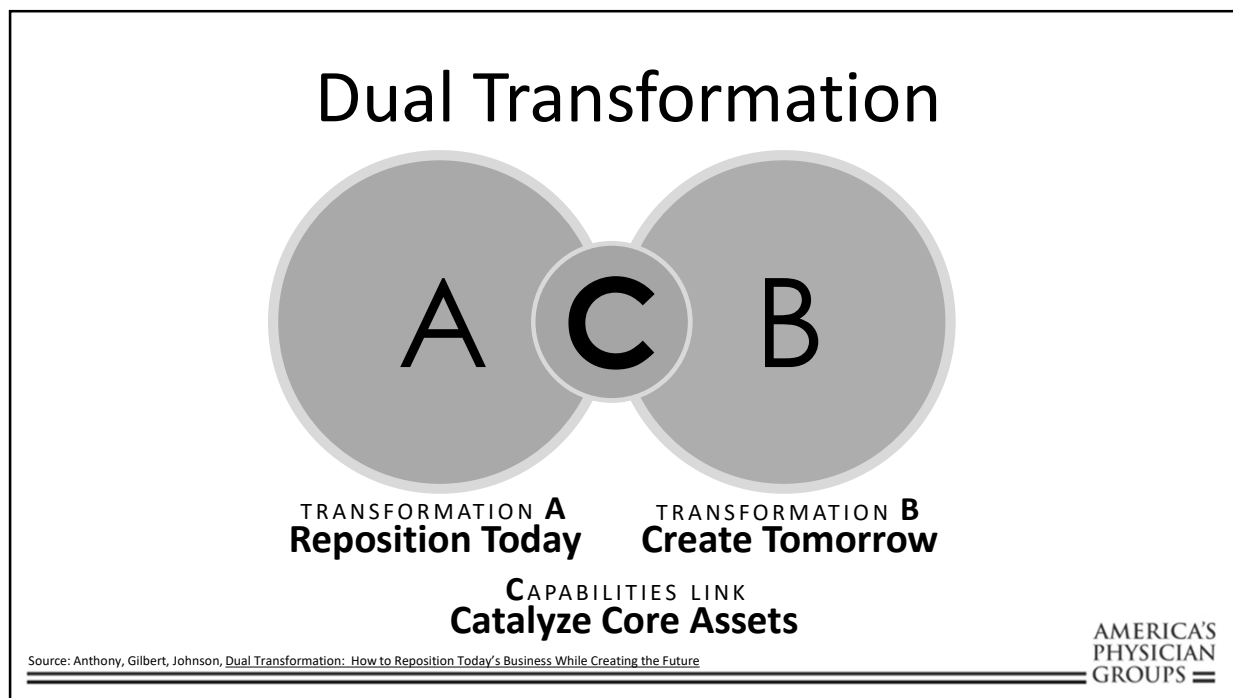 Dual Transformation
A C B
TRANSFORMATION A
Reposition Today
TRANSFORMATION B
Create Tomorrow
CAPABILITIES LINK
Catalyze Core Assets
Source: Anthony, Gilbert, Johnson, Dual Transformation: How to Reposition Today's Business While Creating the Future
AMERICA'S
PHYSICIAN
GROUPS